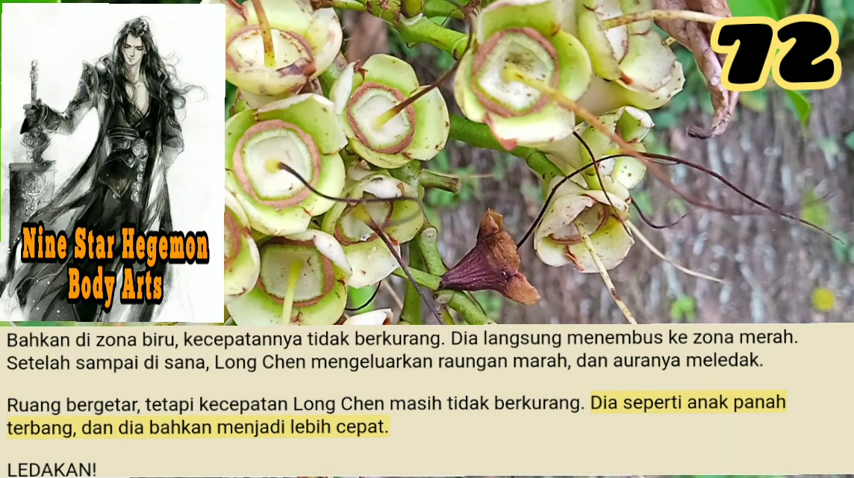 72
Nine Star Hegemon
Body Arts
Bahkan di zona biru, kecepatannya tidak berkurang. Dia langsung menembus ke zona merah.
Setelah sampai di sana, Long Chen mengeluarkan raungan marah, dan auranya meledak.
Ruang bergetar, tetapi kecepatan Long Chen masih tidak berkurang. Dia seperti anak panah
terbang, dan dia bahkan menjadi lebih cepat.
LEDAKAN!